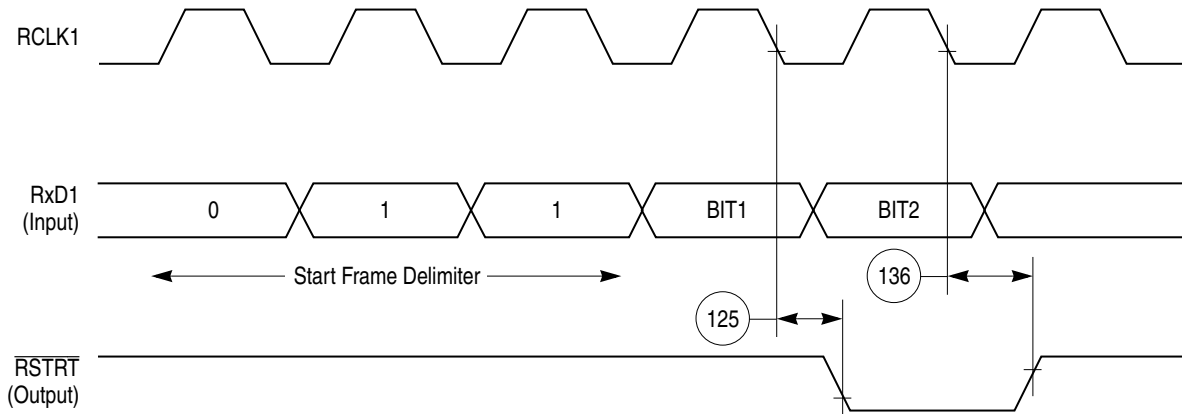 RCLK1
RxD1
(Input)
0
1
1
BIT1
BIT2
Start Frame Delimiter
136
125
RSTRT
(Output)